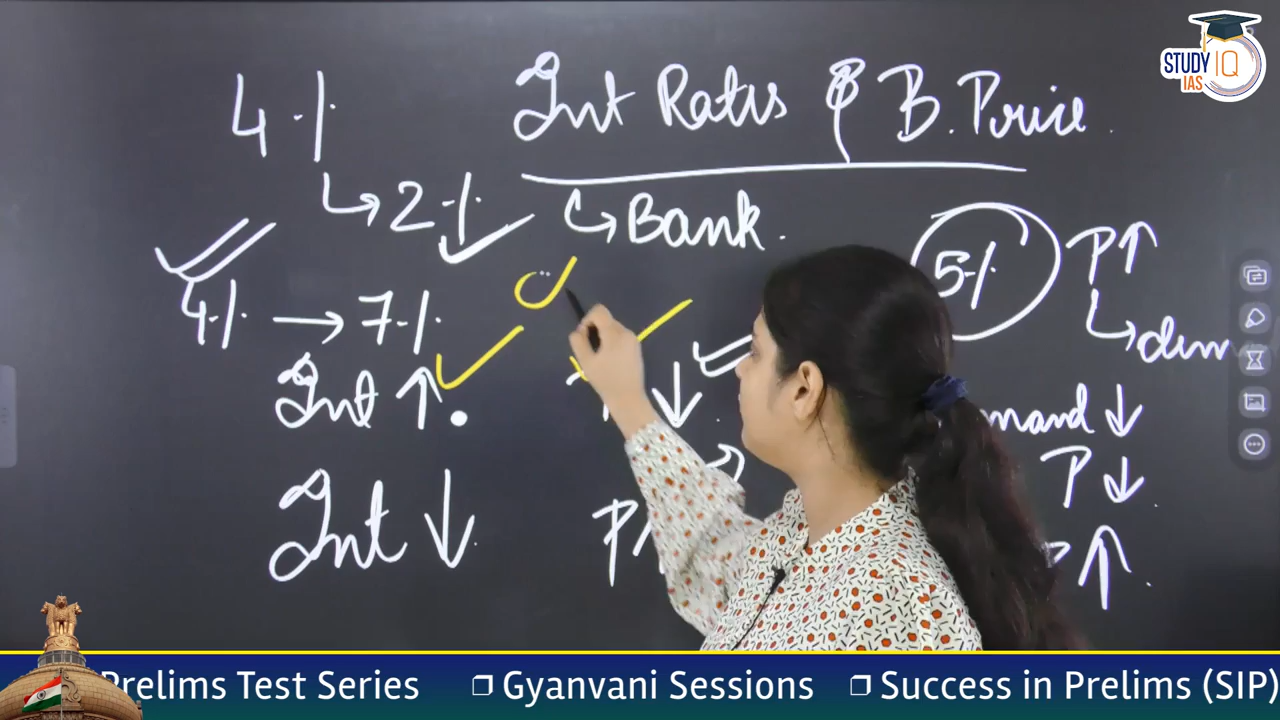 STUDY IQ
IAS
4% Int Rates & B. Price.
↳ 2% ↳ Bank.
5% P↑
↳ dem
4% → 7%
Int ↑ ↓ mand ↓
P ↓
Int ↓ P↑ P↑
Prelims Test Series ❐ Gyanvani Sessions ❐ Success in Prelims (SIP)